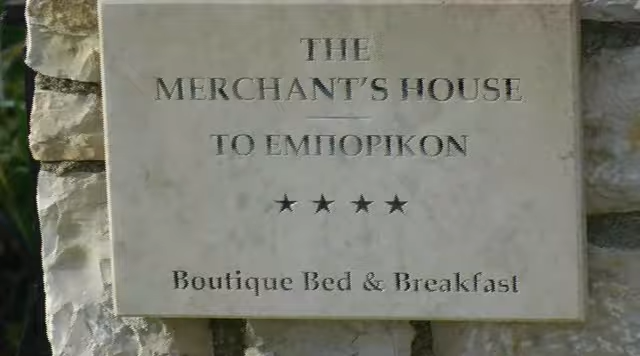 THE
MERCHANT'S HOUSE
ΤΟ ΕΜΠΟΡΙΚΟΝ
★ ★ ★ ★
Boutique Bed & Breakfast